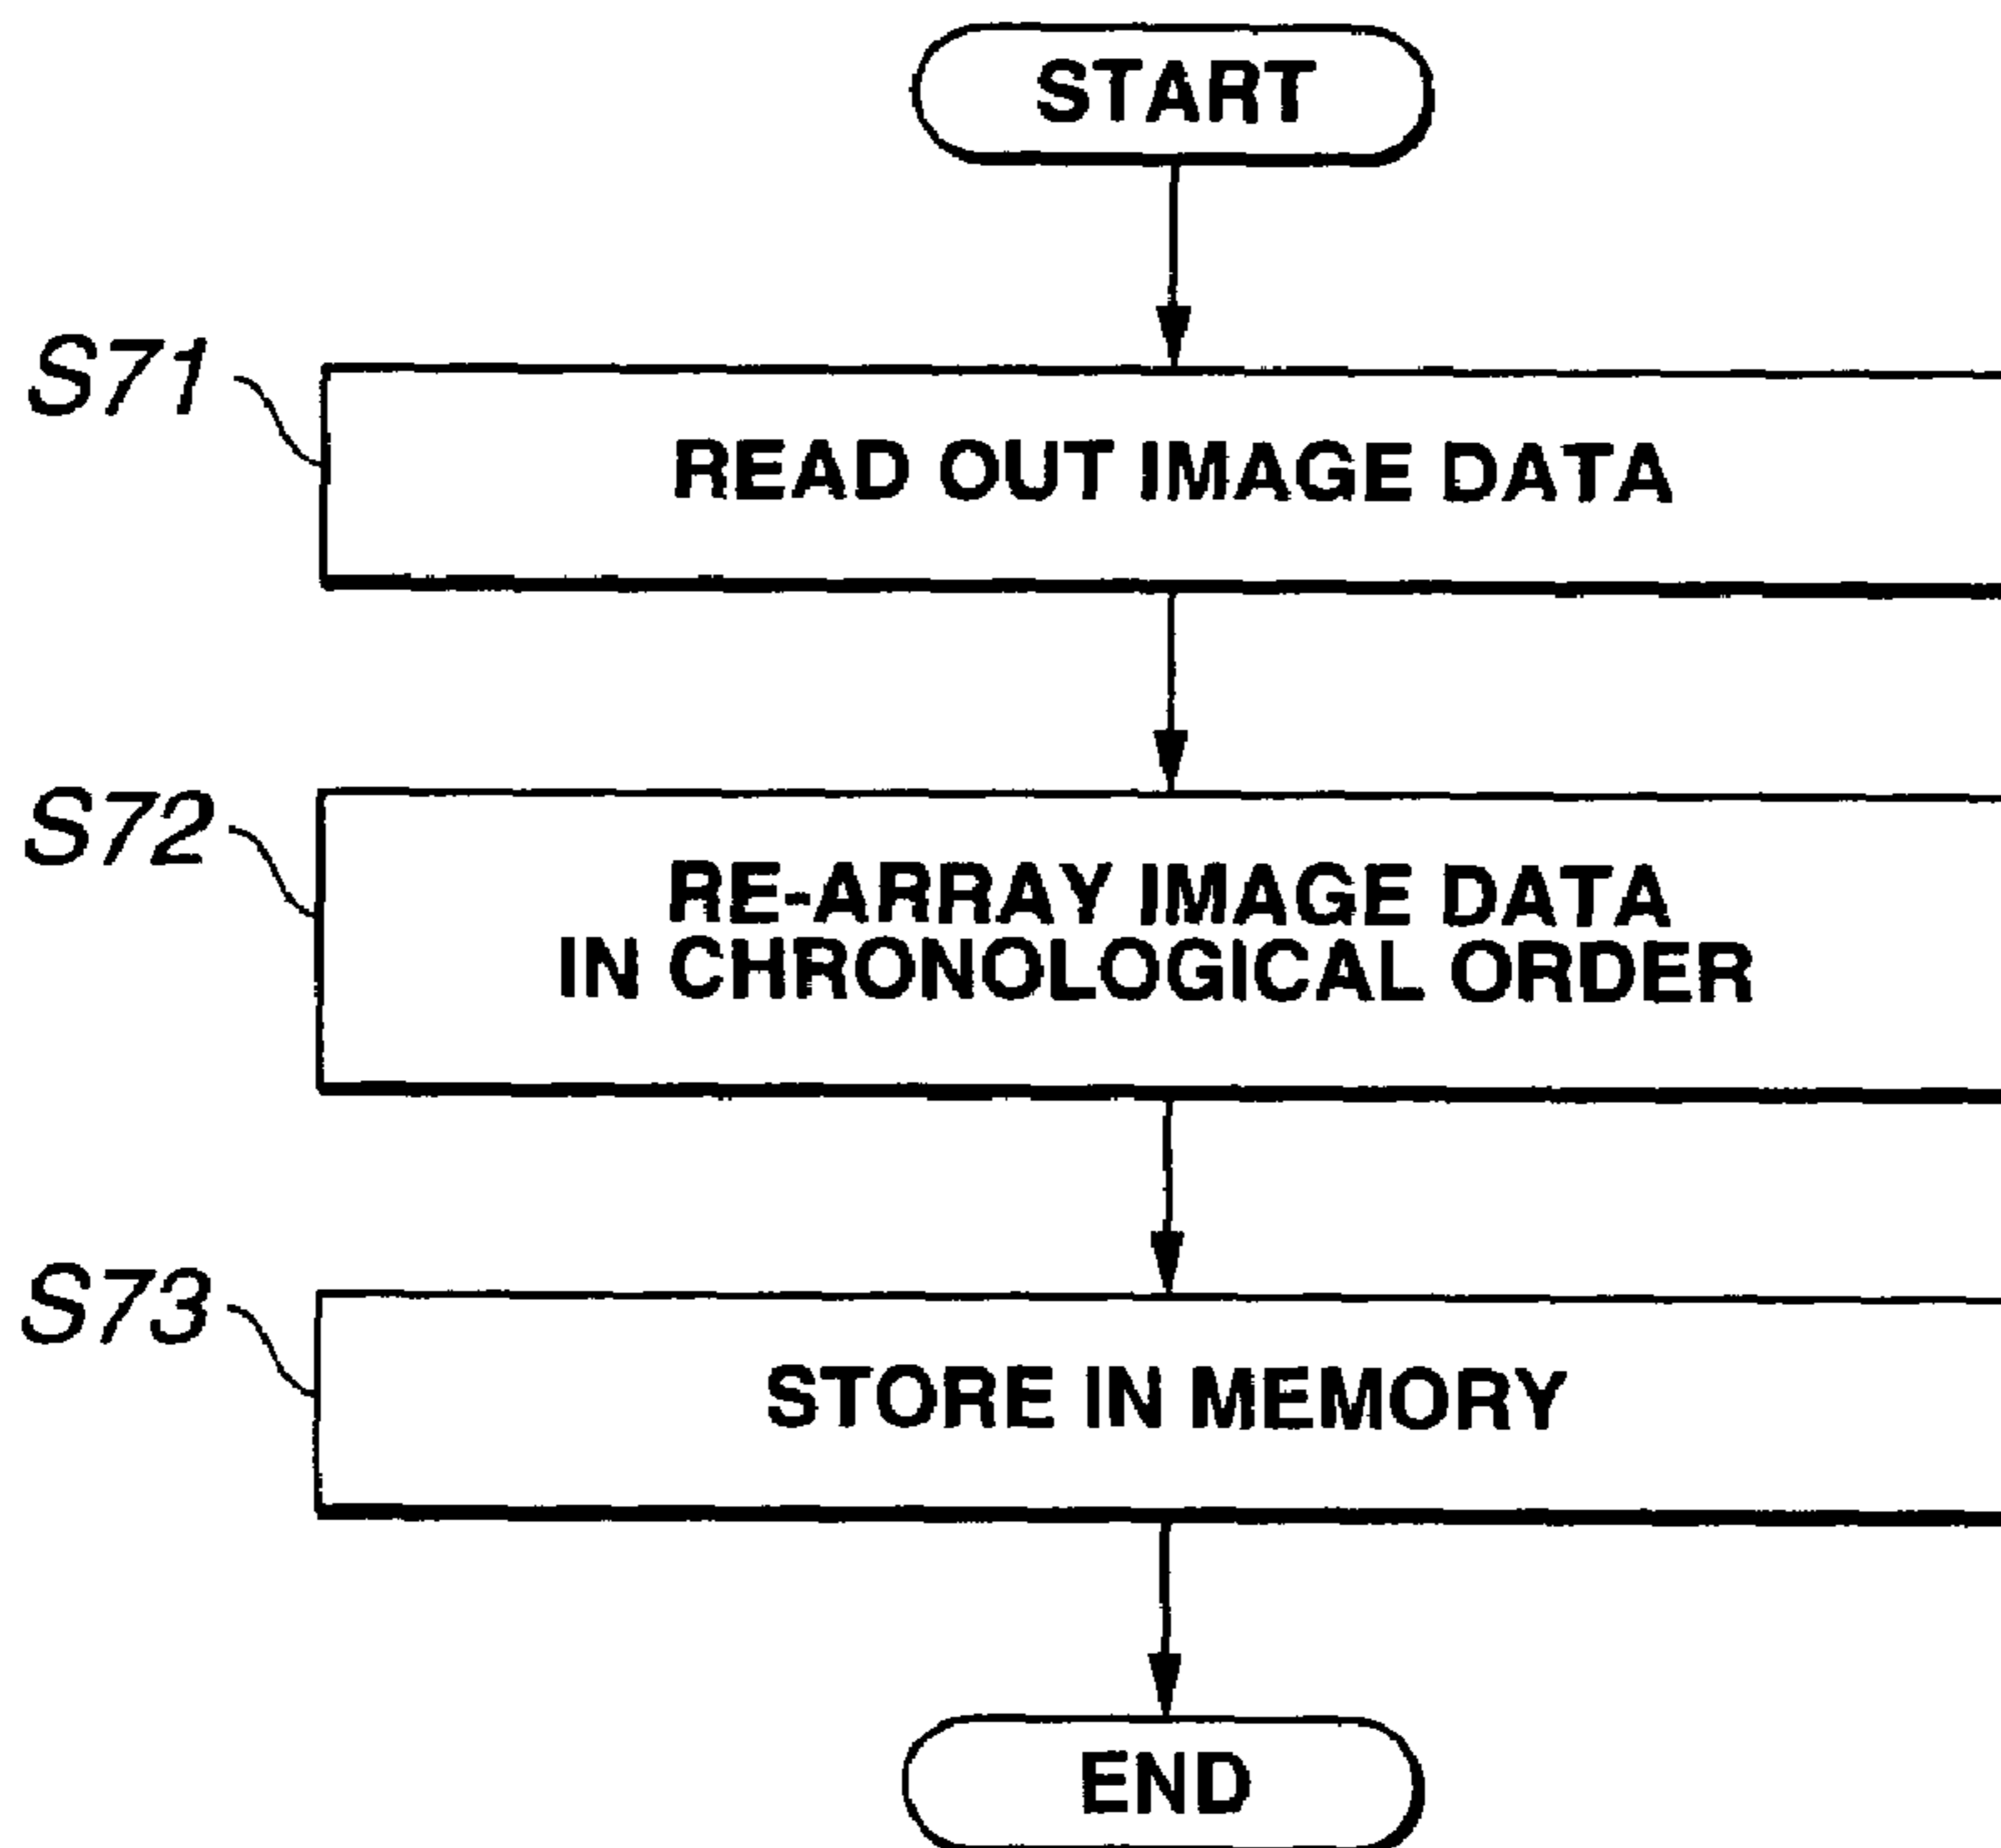 START
S71
READ OUT IMAGE DATA
S72
RE-ARRAY IMAGE DATA
IN CHRONOLOGICAL ORDER
S73
STORE IN MEMORY
END